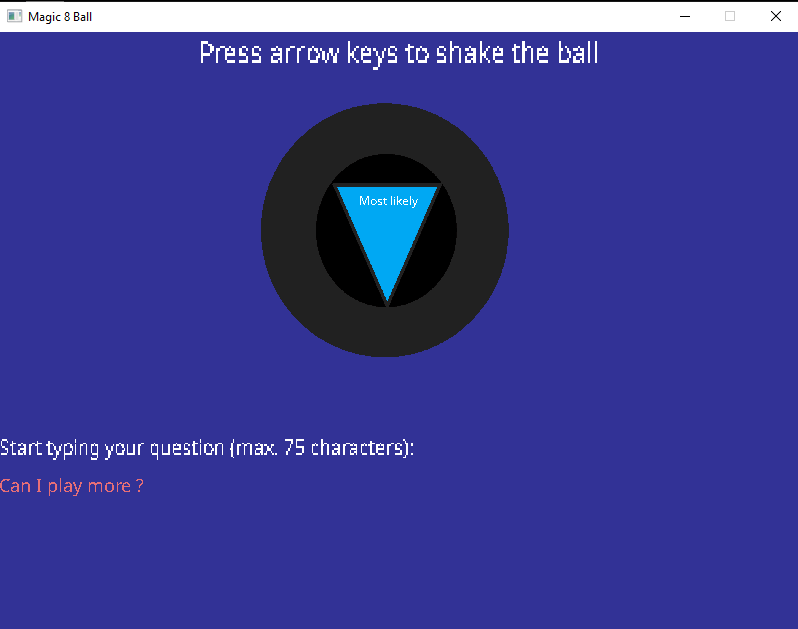 Magic 8 Ball
Press arrow keys to shake the ball
Most likely
Start typing your question (max. 75 characters):
Can I play more ?